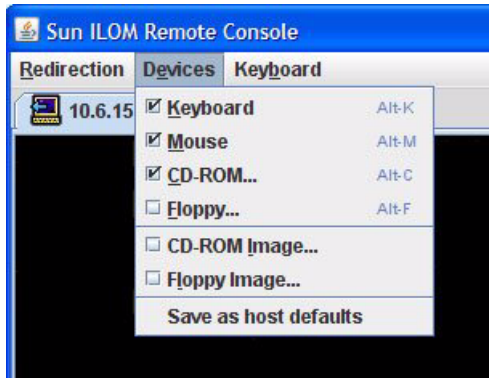 Sun ILOM Remote Console
Redirection Devices Keyboard
10.6.15
Keyboard Alt-K
Mouse Alt-M
CD-ROM... Alt-C
Floppy... Alt-F
CD-ROM Image...
Floppy Image...
Save as host defaults